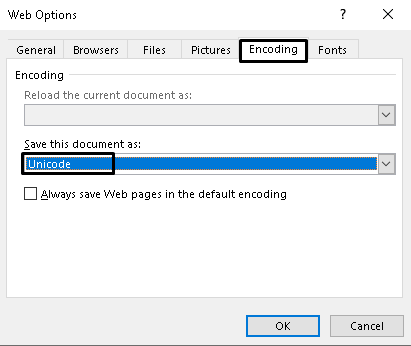 Web Options ? ×
General Browsers Files Pictures Encoding Fonts
Encoding
Reload the current document as:
Save this document as:
Unicode
Always save Web pages in the default encoding
OK Cancel